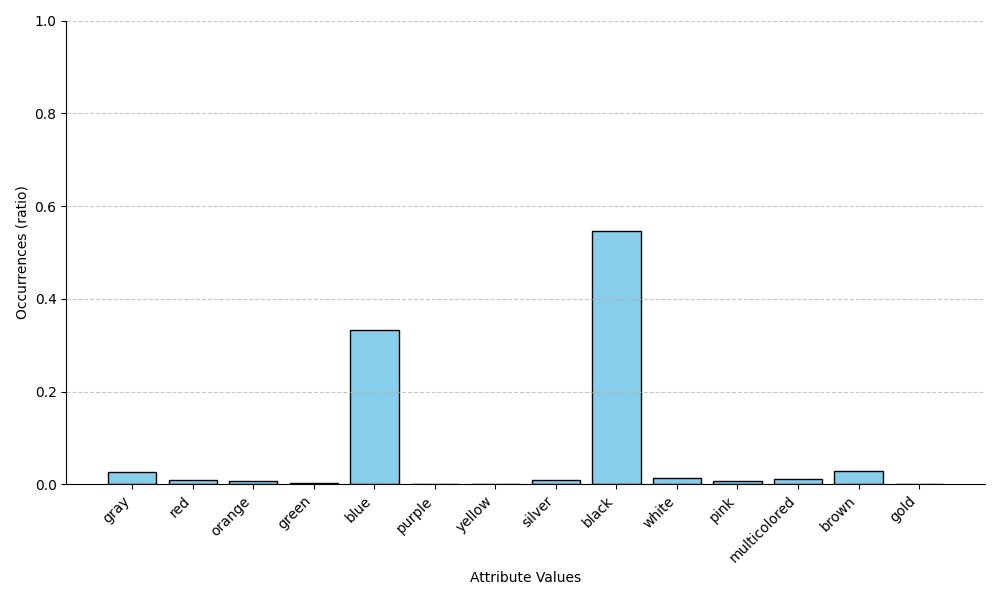 1.0
0.8
0.6
0.4
0.2
0.0
Occurrences (ratio)
gray
red
orange
green
blue
purple
yellow
silver
black
white
pink
multicolored
brown
gold
Attribute Values